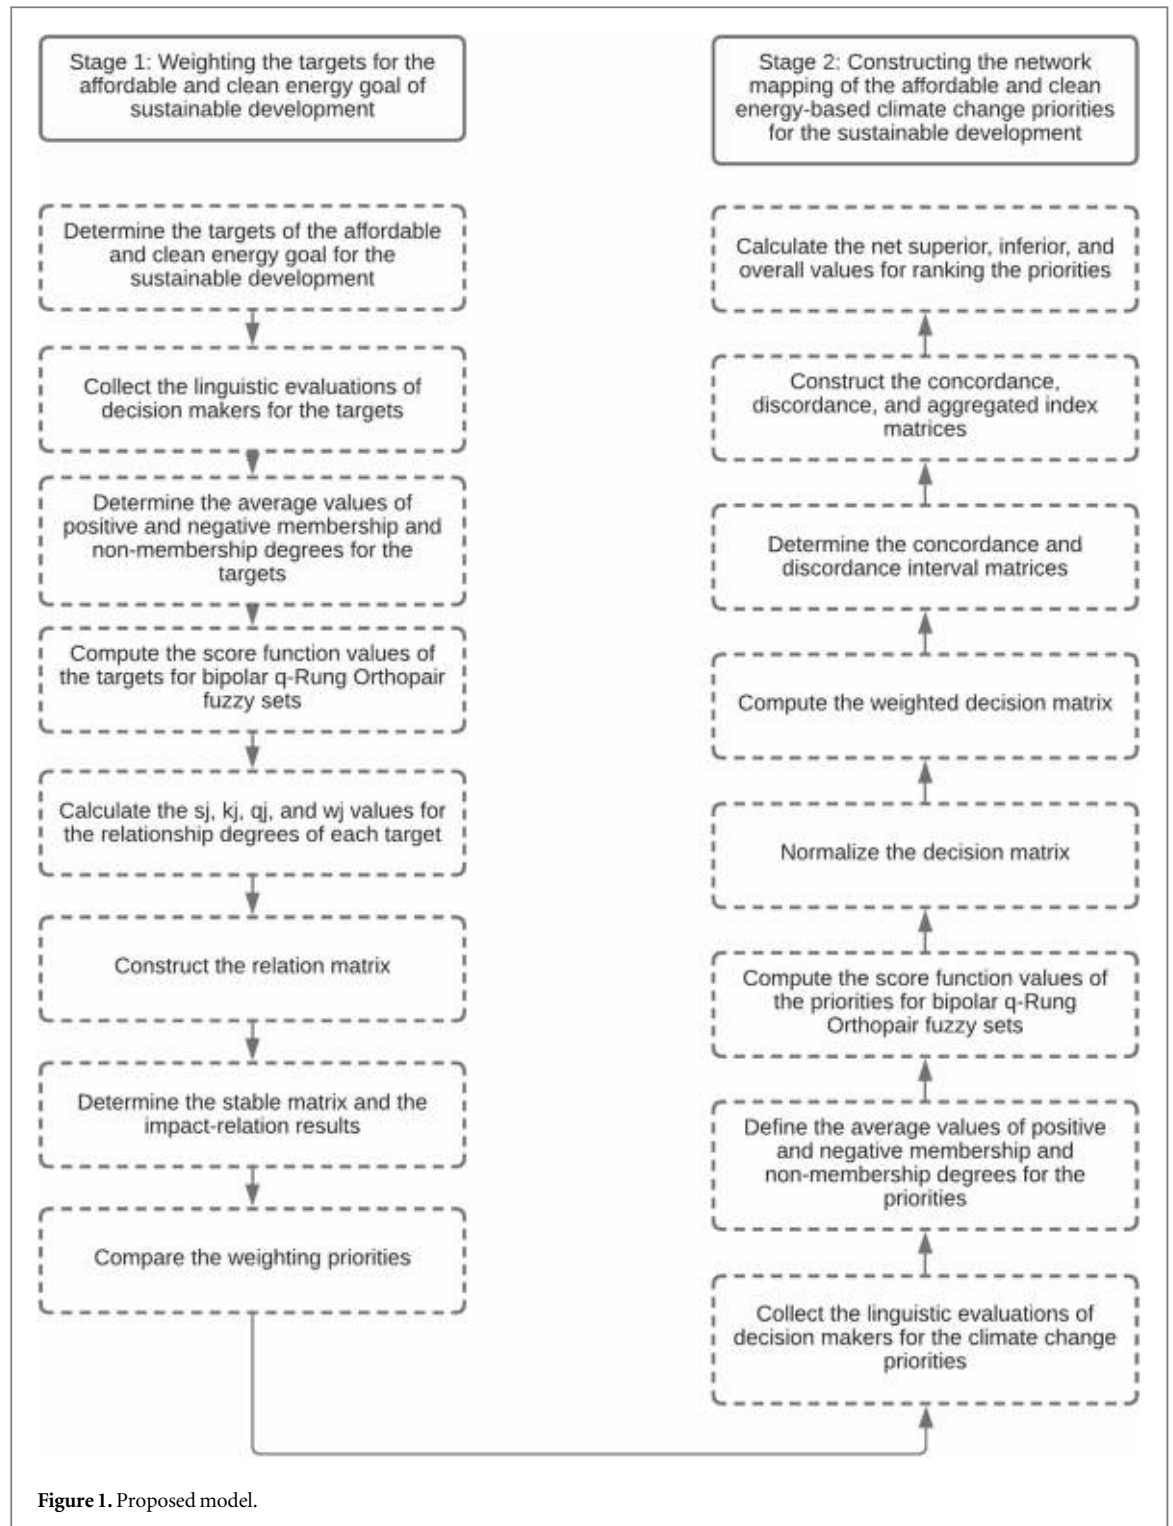 Stage 1: Weighting the targets for the
affordable and clean energy goal of
sustainable development
Determine the targets of the affordable
and clean energy goal for the
sustainable development
Collect the linguistic evaluations of
decision makers for the targets
Determine the average values of
positive and negative membership and
non-membership degrees for the
targets
Compute the score function values of
the targets for bipolar q-Rung Orthopair
fuzzy sets
Calculate the sj, kj, qj, and wj values for
the relationship degrees of each target
Construct the relation matrix
Determine the stable matrix and the
impact-relation results
Compare the weighting priorities
Stage 2: Constructing the network
mapping of the affordable and clean
energy-based climate change priorities
for the sustainable development
Calculate the net superior, inferior, and
overall values for ranking the priorities
Construct the concordance,
discordance, and aggregated index
matrices
Determine the concordance and
discordance interval matrices
Compute the weighted decision matrix
Normalize the decision matrix
Compute the score function values of
the priorities for bipolar q-Rung
Orthopair fuzzy sets
Define the average values of positive
and negative membership and
non-membership degrees for the
priorities
Collect the linguistic evaluations of
decision makers for the climate change
priorities
Figure 1. Proposed model.